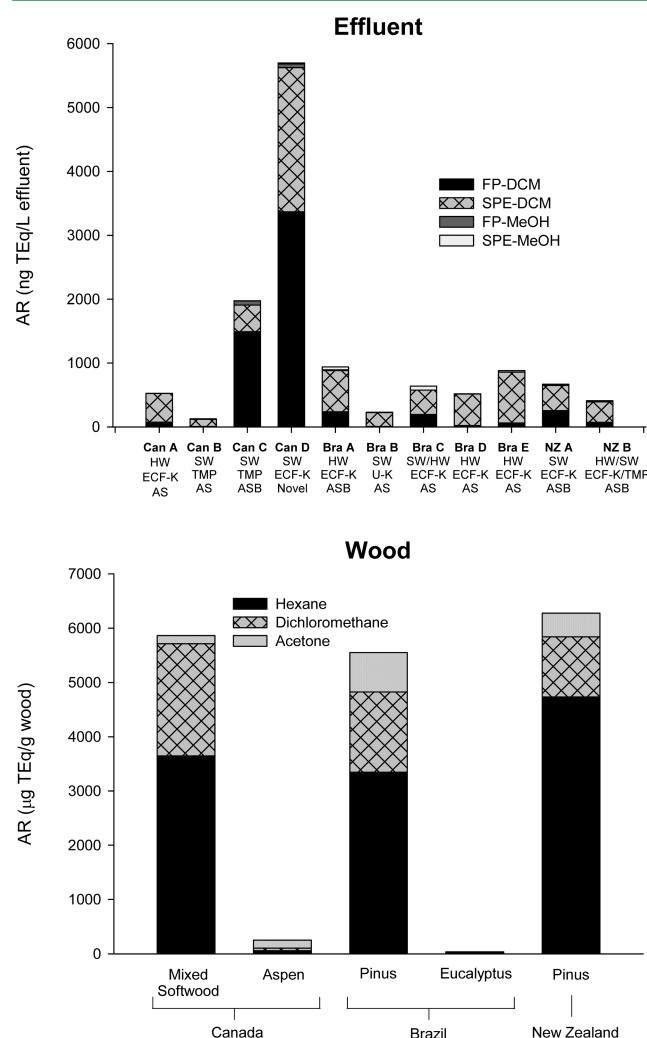 Effluent
AR (ng TEq/L effluent)
6000
5000
4000
3000
2000
1000
0
FP-DCM
SPE-DCM
FP-MeOH
SPE-MeOH
Can A Can B Can C Can D Bra A Bra B Bra C Bra D Bra E NZ A NZ B
HW SW SW SW HW SW SW/HW HW HW SW HW/SW
ECF-K TMP TMP ECF-K ECF-K U-K ECF-K ECF-K ECF-K ECF-K ECF-K/TMP
AS AS ASB Novel ASB AS AS AS AS ASB ASB
Wood
AR (µg TEq/g wood)
7000
6000
5000
4000
3000
2000
1000
0
Hexane
Dichloromethane
Acetone
Mixed Softwood Aspen Pinus Eucalyptus Pinus
Canada Brazil New Zealand